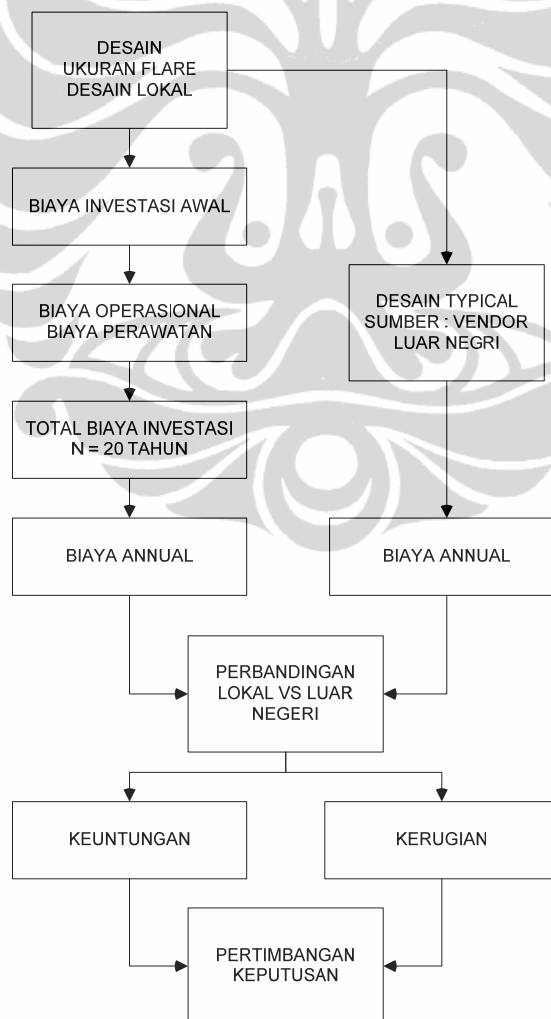 DESAIN
UKURAN FLARE
DESAIN LOKAL
BIAYA INVESTASI AWAL
BIAYA OPERASIONAL
BIAYA PERAWATAN
DESAIN TYPICAL
SUMBER : VENDOR
LUAR NEGRI
TOTAL BIAYA INVESTASI
N = 20 TAHUN
BIAYA ANNUAL
BIAYA ANNUAL
PERBANDINGAN
LOKAL VS LUAR
NEGERI
KEUNTUNGAN
KERUGIAN
PERTIMBANGAN
KEPUTUSAN